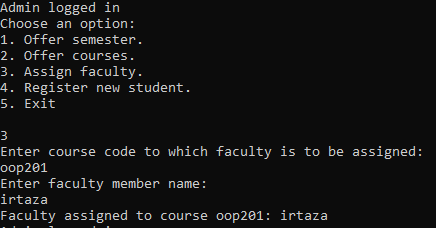 Admin logged in
Choose an option:
1. Offer semester.
2. Offer courses.
3. Assign faculty.
4. Register new student.
5. Exit
3
Enter course code to which faculty is to be assigned:
oop201
Enter faculty member name:
irtaza
Faculty assigned to course oop201: irtaza